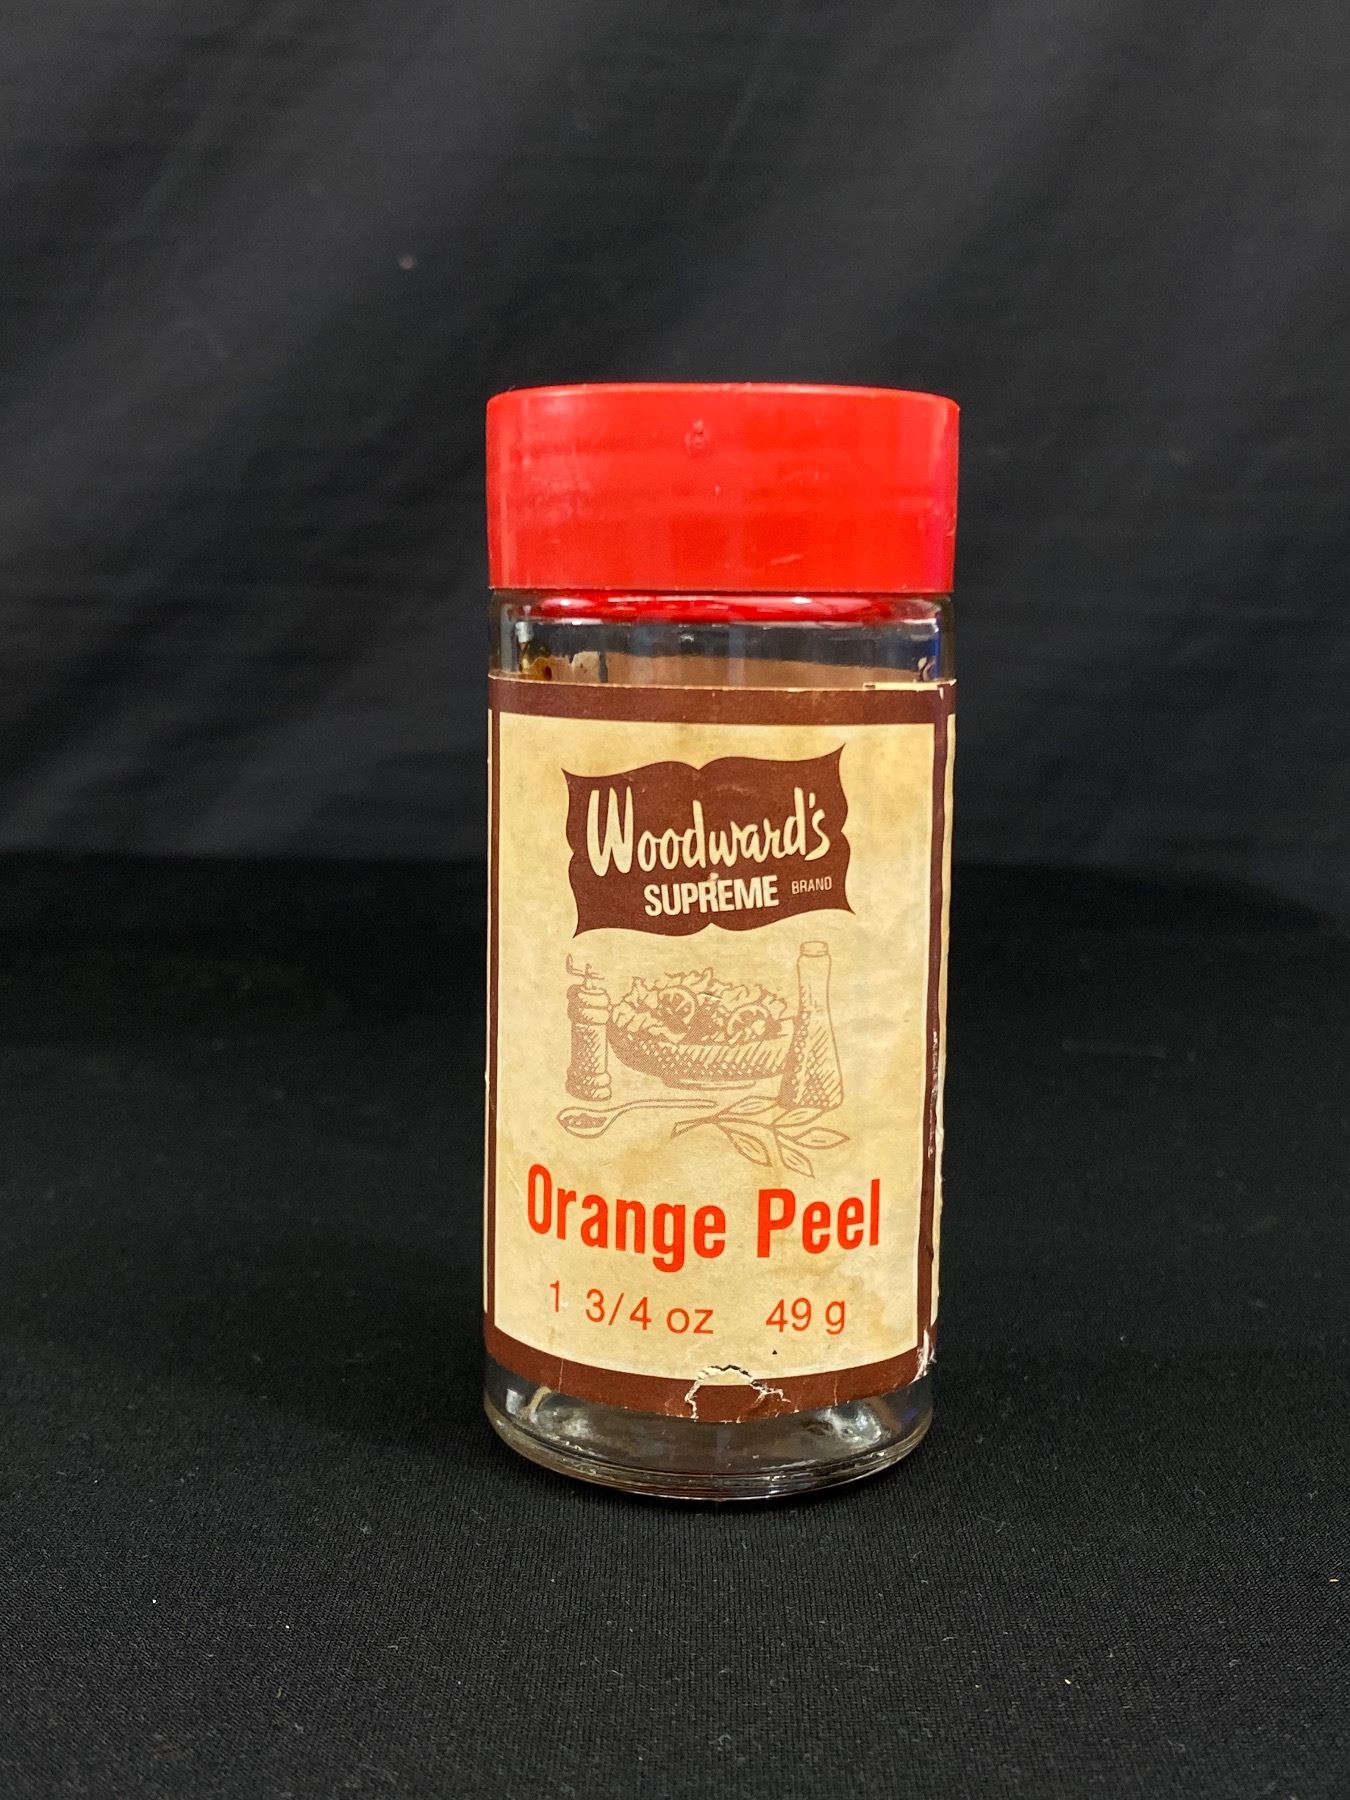 Woodward's
SUPREME BRAND
Orange Peel
1 3/4 oz 49 g